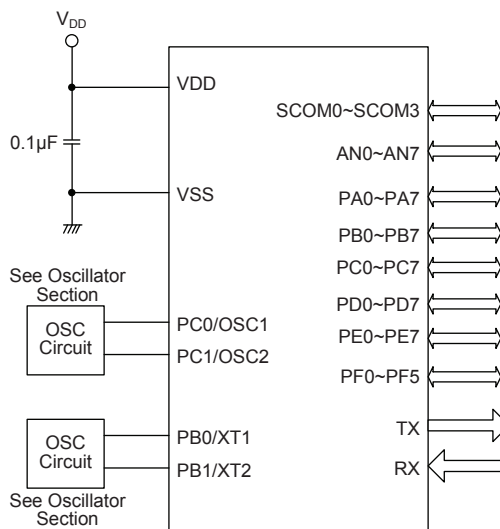 VDD
VDD
0.1µF
VSS
See Oscillator
Section
OSC
Circuit
PC0/OSC1
PC1/OSC2
OSC
Circuit
PB0/XT1
PB1/XT2
See Oscillator
Section
SCOM0~SCOM3
AN0~AN7
PA0~PA7
PB0~PB7
PC0~PC7
PD0~PD7
PE0~PE7
PF0~PF5
TX
RX